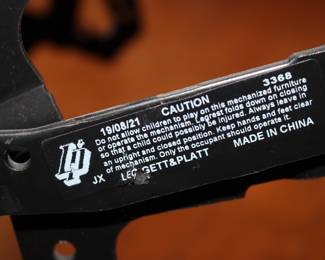 19/08/21 CAUTION 3368
Do not allow children to play on this mechanized furniture
or operate the mechanism. Legrest folds down on closing
so that a child could possibly be injured. Always leave in
an upright and closed position. Keep hands and feet clear
of mechanism. Only the occupant should operate it.
JX LEGGETT&PLATT MADE IN CHINA
L&P